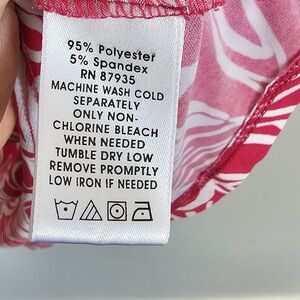 95% Polyester
5% Spandex
RN 87935
MACHINE WASH COLD
SEPARATELY
ONLY NON-
CHLORINE BLEACH
WHEN NEEDED
TUMBLE DRY LOW
REMOVE PROMPTLY
LOW IRON IF NEEDED